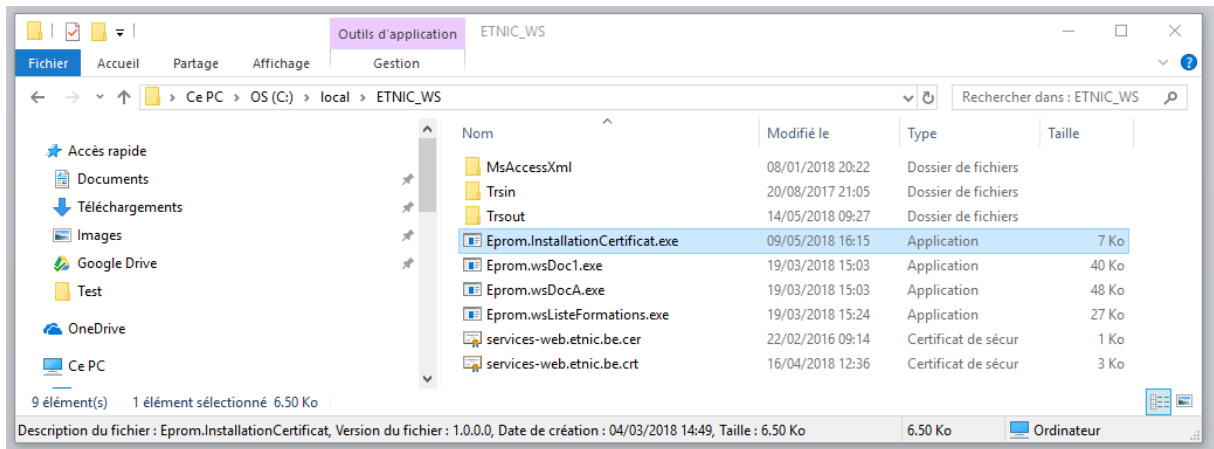 Outils d'application ETNIC_WS
Fichier Accueil Partage Affichage Gestion
Ce PC > OS (C:) > local > ETNIC_WS Rechercher dans : ETNIC_WS
Nom Modifié le Type Taille
Accès rapide
Documents
Téléchargements
Images
Google Drive
Test
OneDrive
Ce PC
MsAccessXml 08/01/2018 20:22 Dossier de fichiers
Trsin 20/08/2017 21:05 Dossier de fichiers
Trsout 14/05/2018 09:27 Dossier de fichiers
Eprom.InstallationCertificat.exe 09/05/2018 16:15 Application 7 Ko
Eprom.wsDoc1.exe 19/03/2018 15:03 Application 40 Ko
Eprom.wsDocA.exe 19/03/2018 15:03 Application 48 Ko
Eprom.wsListeFormations.exe 19/03/2018 15:24 Application 27 Ko
services-web.etnic.be.cer 22/02/2016 09:14 Certificat de sécur 1 Ko
services-web.etnic.be.crt 16/04/2018 12:36 Certificat de sécur 3 Ko
9 élément(s) 1 élément sélectionné 6.50 Ko
Description du fichier : Eprom.InstallationCertificat, Version du fichier : 1.0.0.0, Date de création : 04/03/2018 14:49, Taille : 6.50 Ko 6.50 Ko Ordinateur